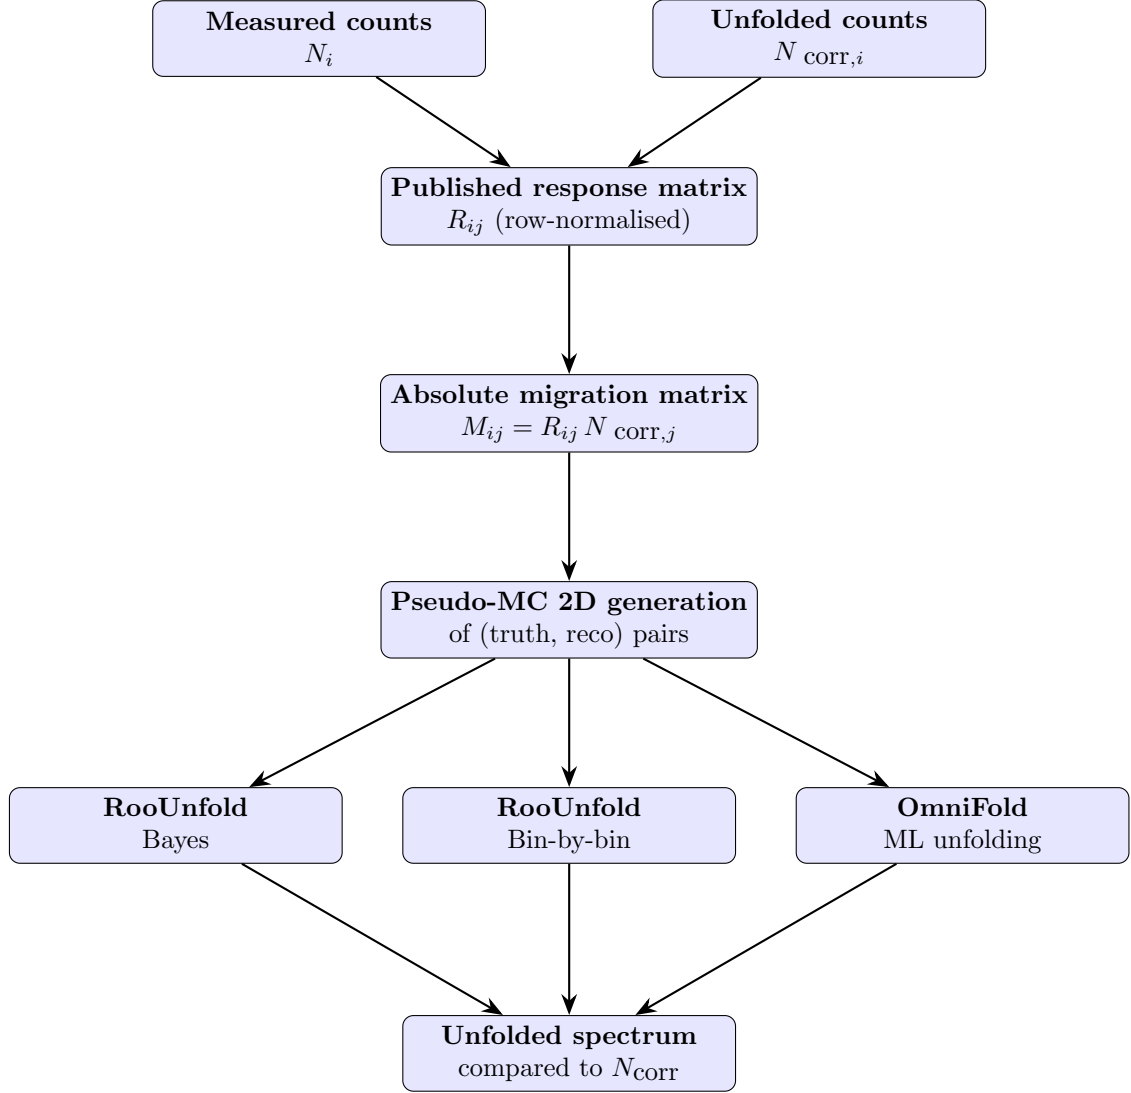 Measured counts
N_i
Unfolded counts
N corr,i
Published response matrix
R_ij (row-normalised)
Absolute migration matrix
M_ij = R_ij N corr,j
Pseudo-MC 2D generation
of (truth, reco) pairs
RooUnfold
Bayes
RooUnfold
Bin-by-bin
OmniFold
ML unfolding
Unfolded spectrum
compared to N_corr